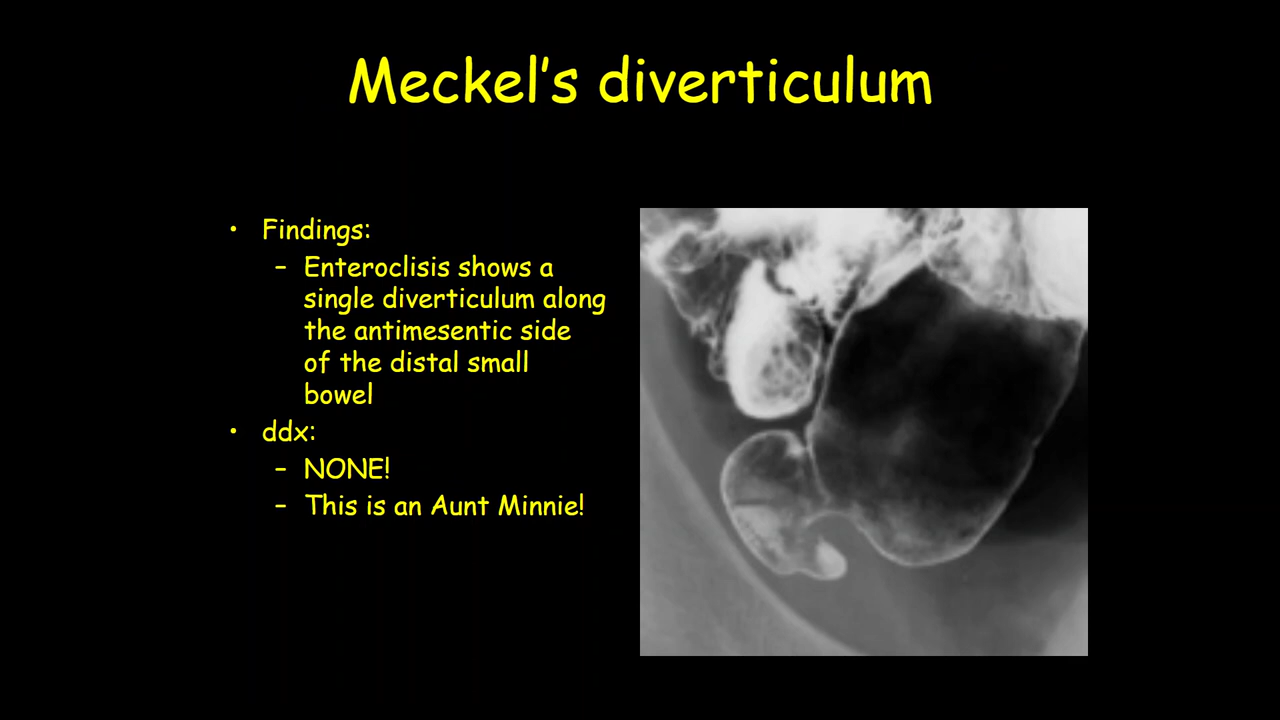 Meckel's diverticulum
• Findings:
– Enteroclisis shows a
single diverticulum along
the antimesentic side
of the distal small
bowel
• ddx:
– NONE!
– This is an Aunt Minnie!